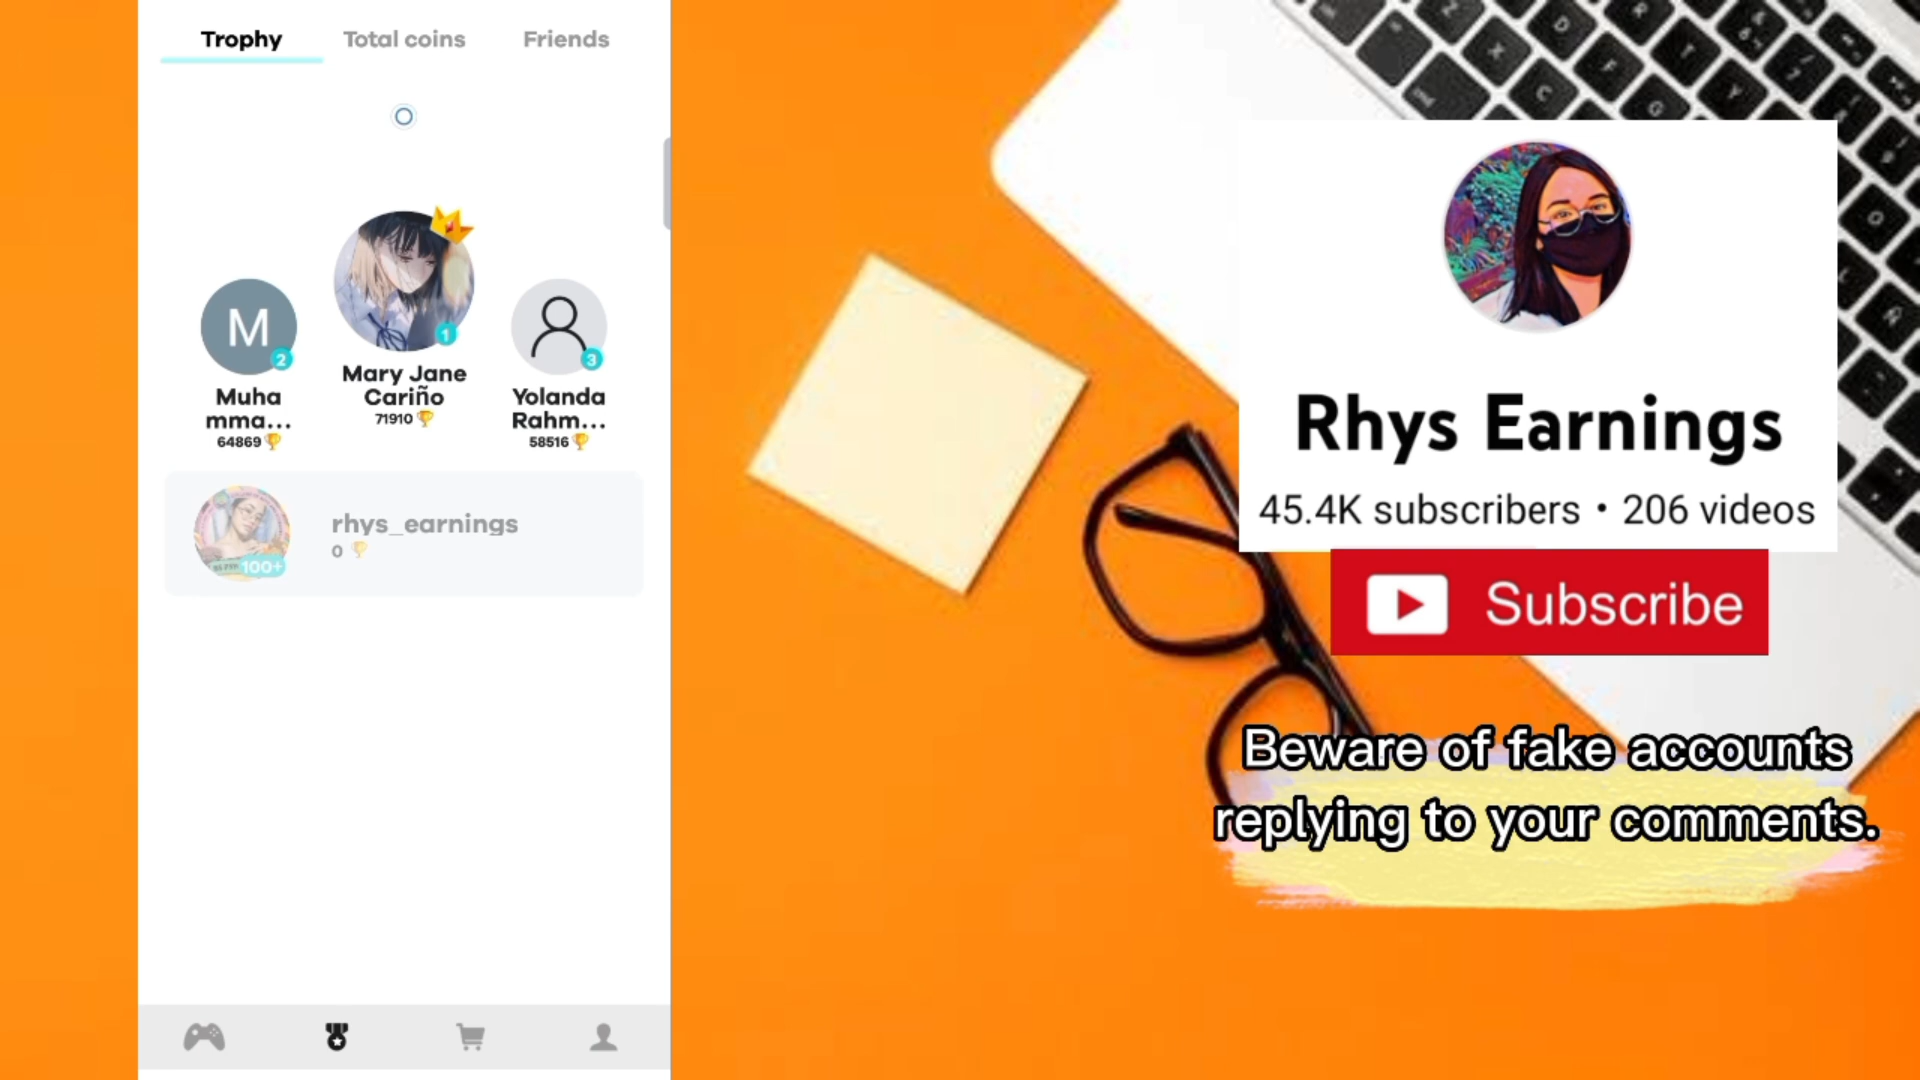 Trophy
Total coins
Friends
M
2
1
3
Muha
mma...
64869
Mary Jane
Cariño
71910
Yolanda
Rahm...
58516
rhys_earnings
0
100+
Rhys Earnings
45.4K subscribers • 206 videos
Subscribe
Beware of fake accounts
replying to your comments.